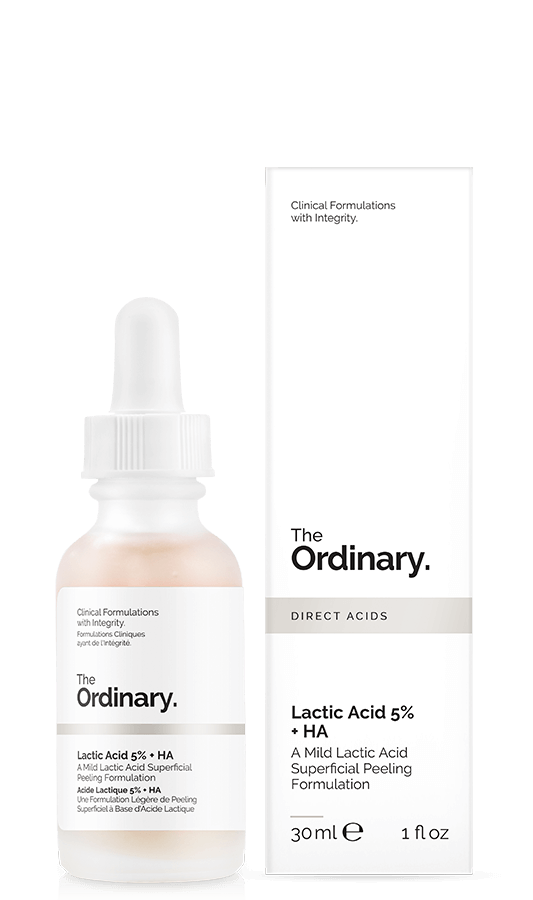 Clinical Formulations
with Integrity.
The
Ordinary.
DIRECT ACIDS
Lactic Acid 5%
+ HA
A Mild Lactic Acid
Superficial Peeling
Formulation
30 ml ℮ 1 fl oz
Clinical Formulations
with Integrity.
Formulations Cliniques
ayant de l'intégrité.
The
Ordinary.
Lactic Acid 5% + HA
A Mild Lactic Acid Superficial
Peeling Formulation
Acide Lactique 5% + HA
Une Formulation Légère de Peeling
Superficiel à Base d'Acide Lactique